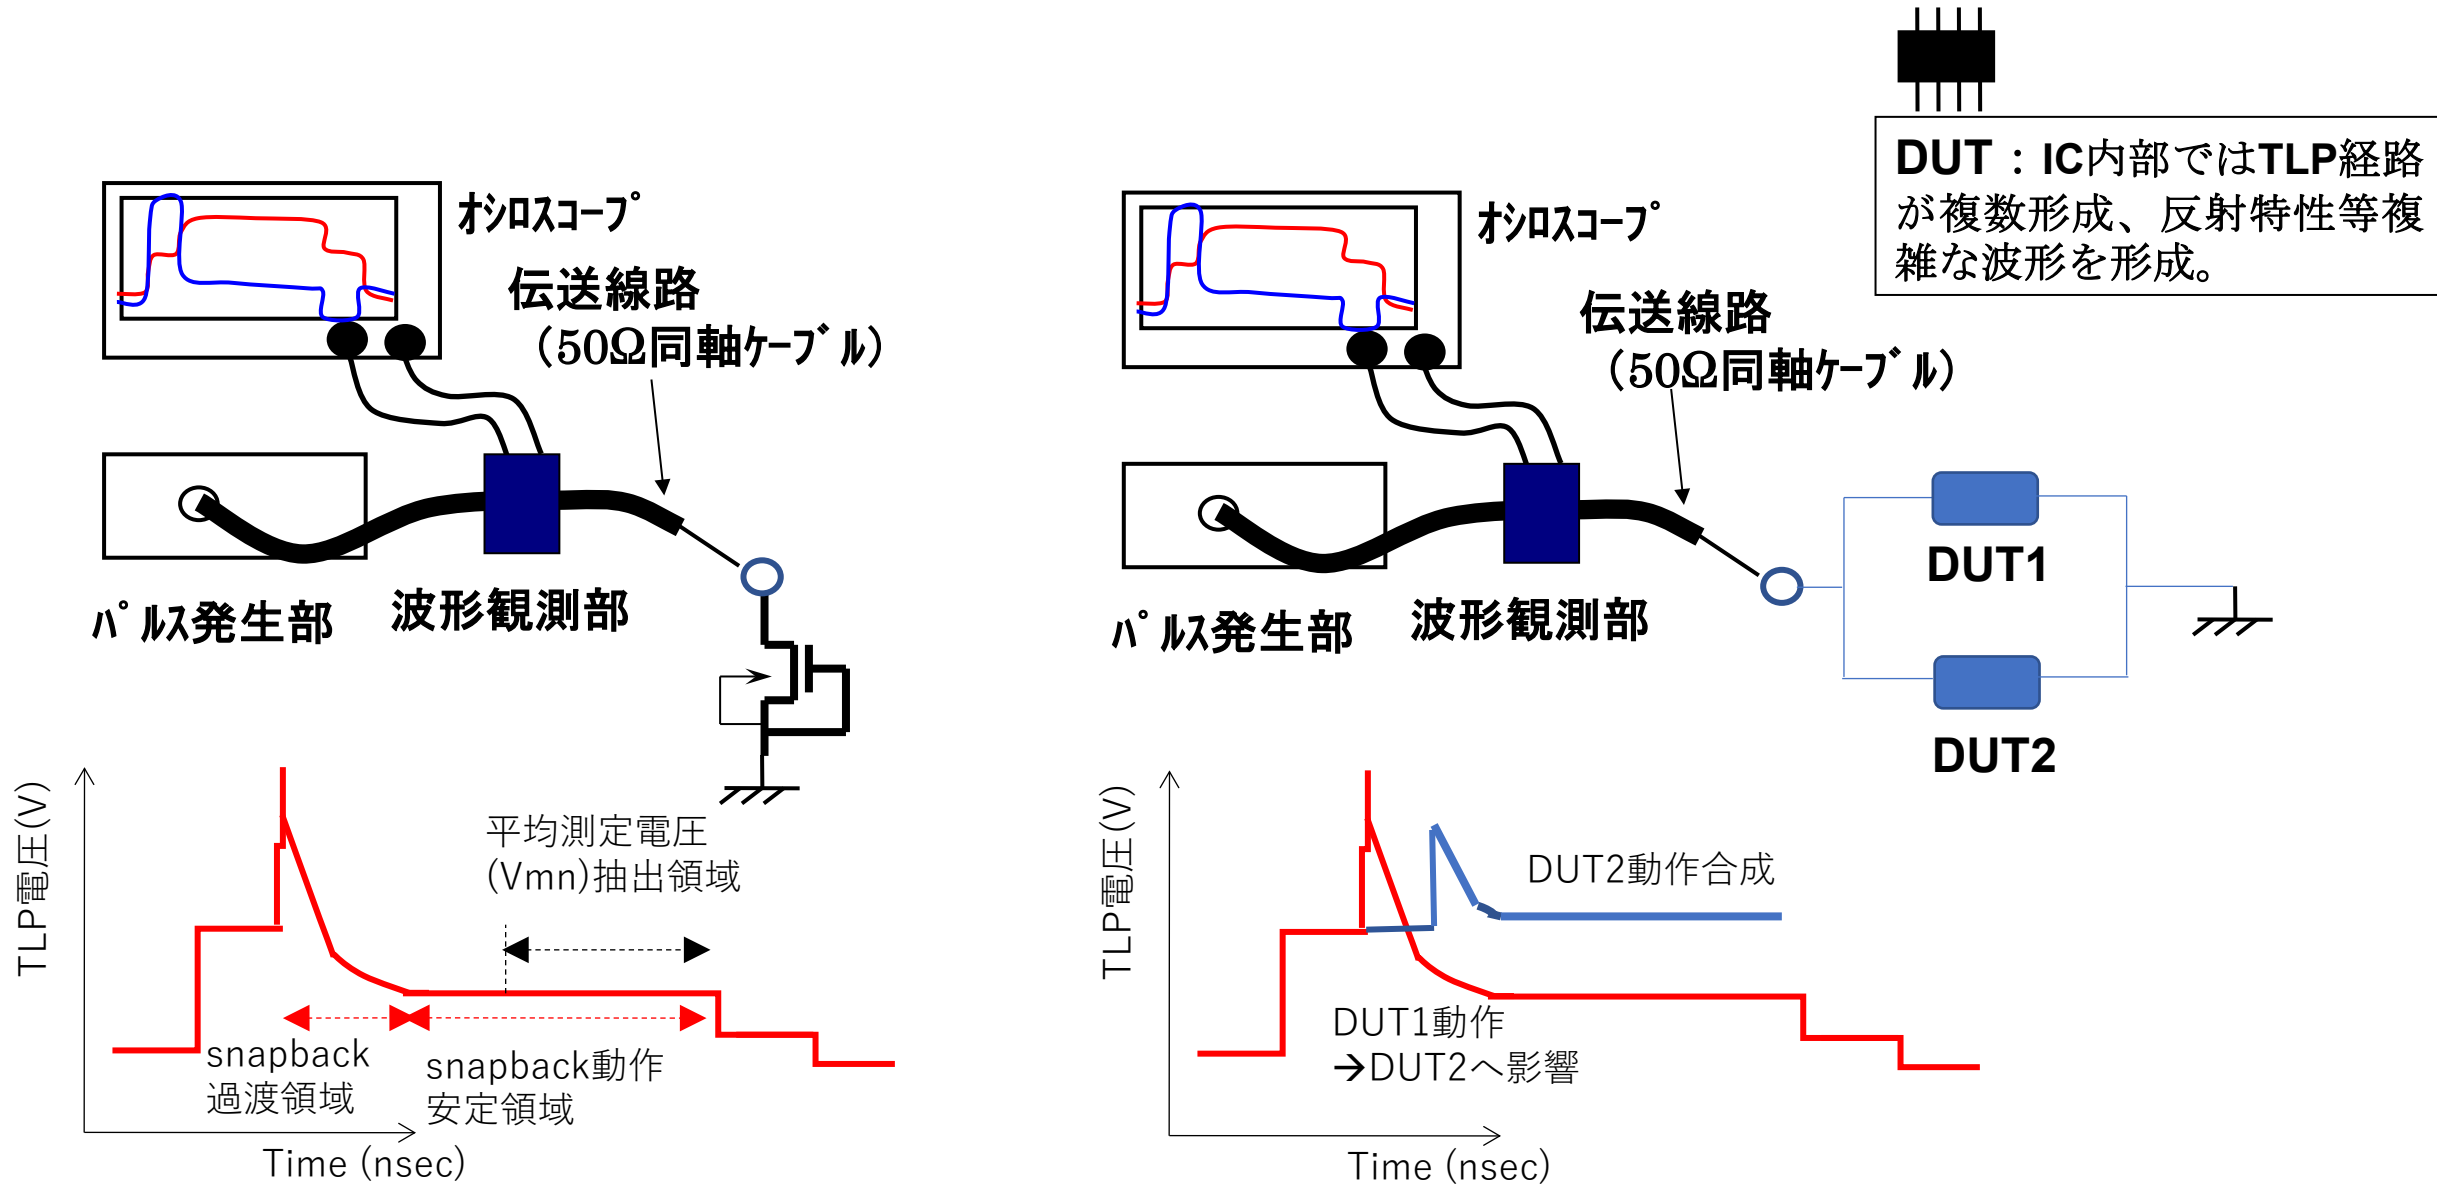 オシロスコープ
伝送線路
（50Ω同軸ケーブル）
パルス発生部
波形観測部
TLP電圧(V)
平均測定電圧
(Vmn)抽出領域
snapback
過渡領域
snapback動作
安定領域
Time (nsec)
DUT：IC内部ではTLP経路
が複数形成、反射特性等複
雑な波形を形成。
オシロスコープ
伝送線路
（50Ω同軸ケーブル）
パルス発生部
波形観測部
DUT1
DUT2
TLP電圧(V)
DUT2動作合成
DUT1動作
→DUT2へ影響
Time (nsec)